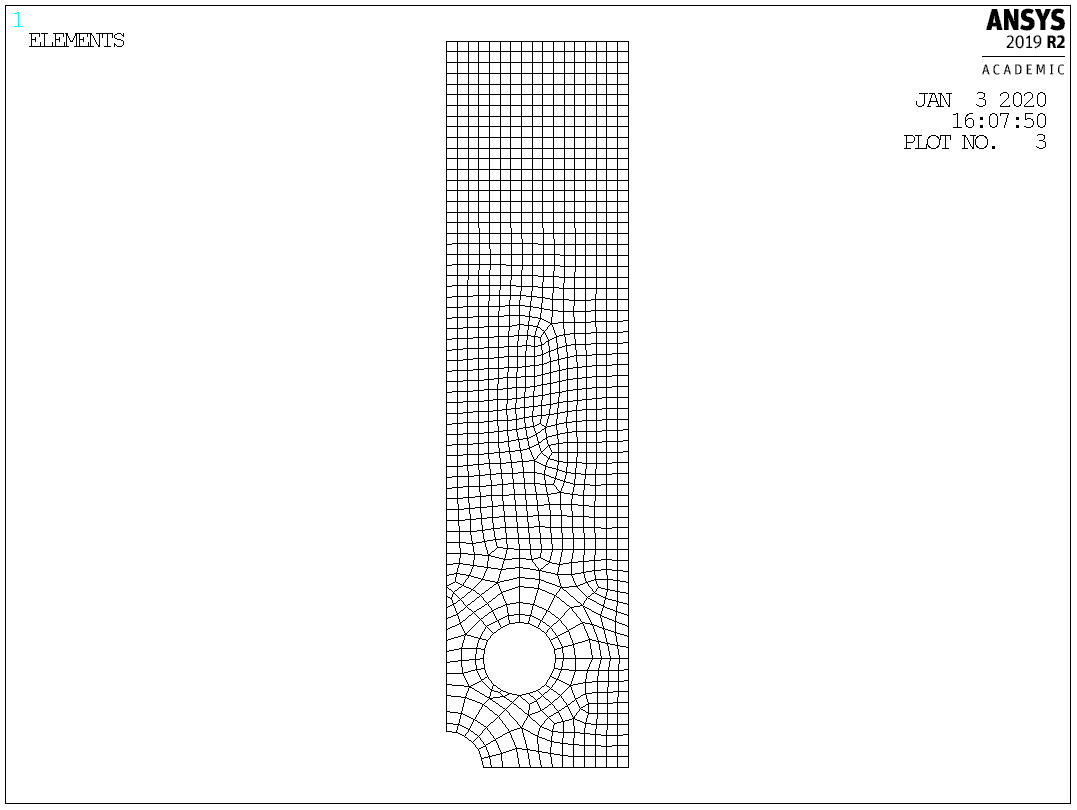 1
ELEMENTS
ANSYS
2019 R2
ACADEMIC
JAN 3 2020
16:07:50
PLOT NO. 3